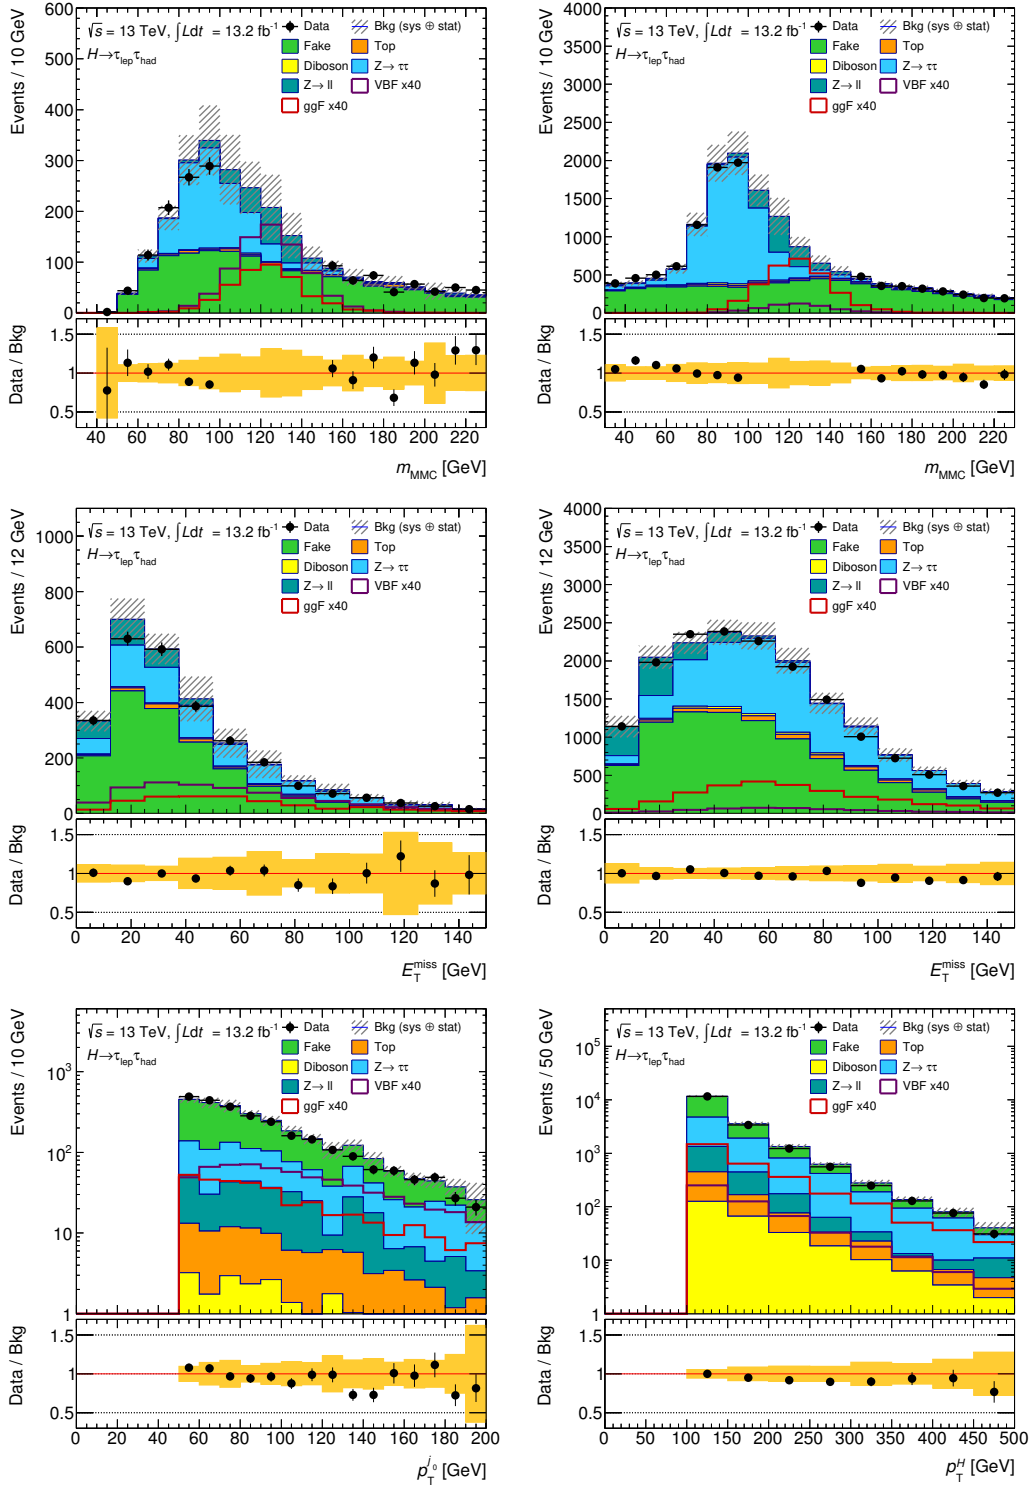 Events / 10 GeV
600
500
400
300
200
100
0
√s = 13 TeV, ∫Ldt = 13.2 fb⁻¹
H→τlepτhad
Data
Bkg (sys ⊕ stat)
Fake
Top
Diboson
Z→ ττ
Z→ ll
VBF x40
ggF x40
Data / Bkg
1.5
1
0.5
40 60 80 100 120 140 160 180 200 220
mMMC [GeV]
Events / 10 GeV
4000
3500
3000
2500
2000
1500
1000
500
0
√s = 13 TeV, ∫Ldt = 13.2 fb⁻¹
H→τlepτhad
Data
Bkg (sys ⊕ stat)
Fake
Top
Diboson
Z→ ττ
Z→ ll
VBF x40
ggF x40
Data / Bkg
1.5
1
0.5
40 60 80 100 120 140 160 180 200 220
mMMC [GeV]
Events / 12 GeV
1000
800
600
400
200
0
√s = 13 TeV, ∫Ldt = 13.2 fb⁻¹
H→τlepτhad
Data
Bkg (sys ⊕ stat)
Fake
Top
Diboson
Z→ ττ
Z→ ll
VBF x40
ggF x40
Data / Bkg
1.5
1
0.5
0 20 40 60 80 100 120 140
ETmiss [GeV]
Events / 12 GeV
4000
3500
3000
2500
2000
1500
1000
500
0
√s = 13 TeV, ∫Ldt = 13.2 fb⁻¹
H→τlepτhad
Data
Bkg (sys ⊕ stat)
Fake
Top
Diboson
Z→ ττ
Z→ ll
VBF x40
ggF x40
Data / Bkg
1.5
1
0.5
0 20 40 60 80 100 120 140
ETmiss [GeV]
Events / 10 GeV
10³
10²
10
1
√s = 13 TeV, ∫Ldt = 13.2 fb⁻¹
H→τlepτhad
Data
Bkg (sys ⊕ stat)
Fake
Top
Diboson
Z→ ττ
Z→ ll
VBF x40
ggF x40
Data / Bkg
1.5
1
0.5
0 20 40 60 80 100 120 140 160 180 200
pTj0 [GeV]
Events / 50 GeV
10⁵
10⁴
10³
10²
10
1
√s = 13 TeV, ∫Ldt = 13.2 fb⁻¹
H→τlepτhad
Data
Bkg (sys ⊕ stat)
Fake
Top
Diboson
Z→ ττ
Z→ ll
VBF x40
ggF x40
Data / Bkg
1.5
1
0.5
0 50 100 150 200 250 300 350 400 450 500
pTH [GeV]